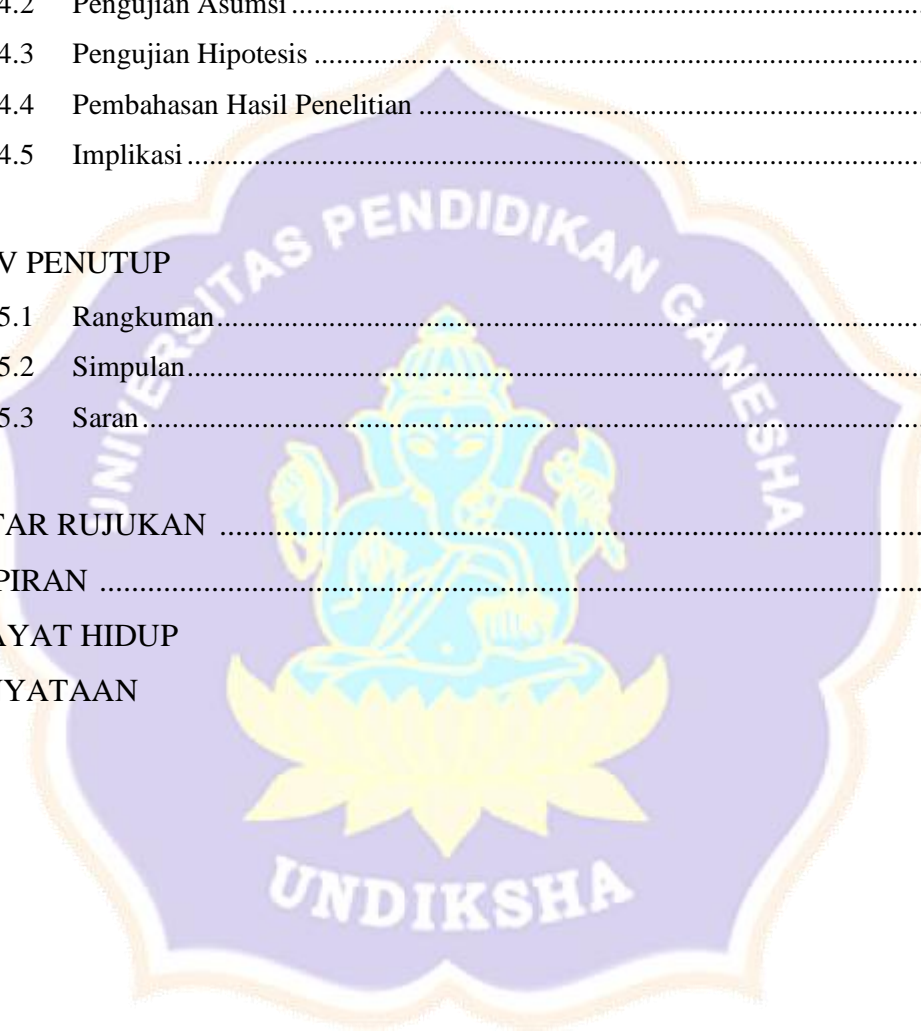 4.2 Pengujian Asumsi ................................................................
4.3 Pengujian Hipotesis ................................................................
4.4 Pembahasan Hasil Penelitian ................................................................
4.5 Implikasi ................................................................
V PENUTUP
5.1 Rangkuman ................................................................
5.2 Simpulan ................................................................
5.3 Saran ................................................................
TAR RUJUKAN ................................................................
PIRAN ................................................................
AYAT HIDUP
YATAAN
UNIVERSITAS PENDIDIKAN GANESHA
UNDIKSHA